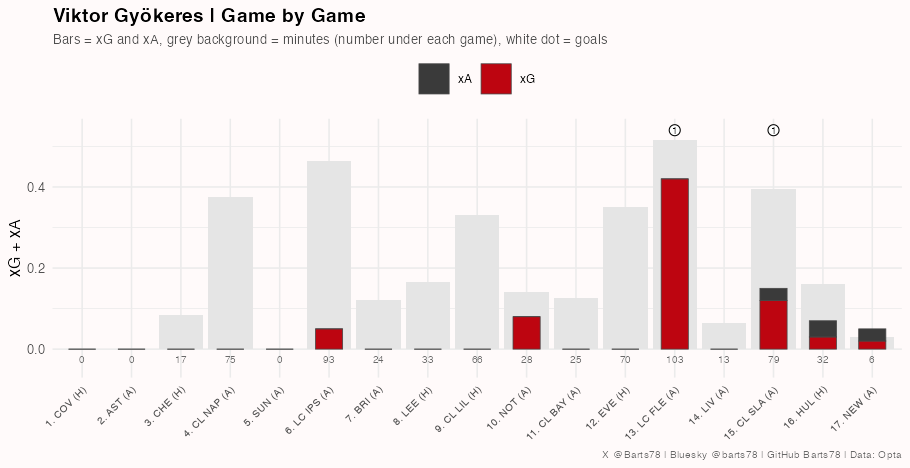 Viktor Gyökeres | Game by Game
Bars = xG and xA, grey background = minutes (number under each game), white dot = goals
xA xG
1 1
xG + xA
0.4
0.2
0.0
0 0 17 75 0 93 24 33 66 28 25 70 103 13 79 32 6
1. COV (H)
2. AST (A)
3. CHE (H)
4. CL NAP (A)
5. SUN (A)
6. LC IPS (A)
7. BRI (A)
8. LEE (H)
9. CL LIL (H)
10. NOT (A)
11. CL BAY (A)
12. EVE (H)
13. LC FLE (A)
14. LIV (A)
15. CL SLA (A)
16. HUL (H)
17. NEW (A)
X @Barts78 | Bluesky @barts78 | GitHub Barts78 | Data: Opta